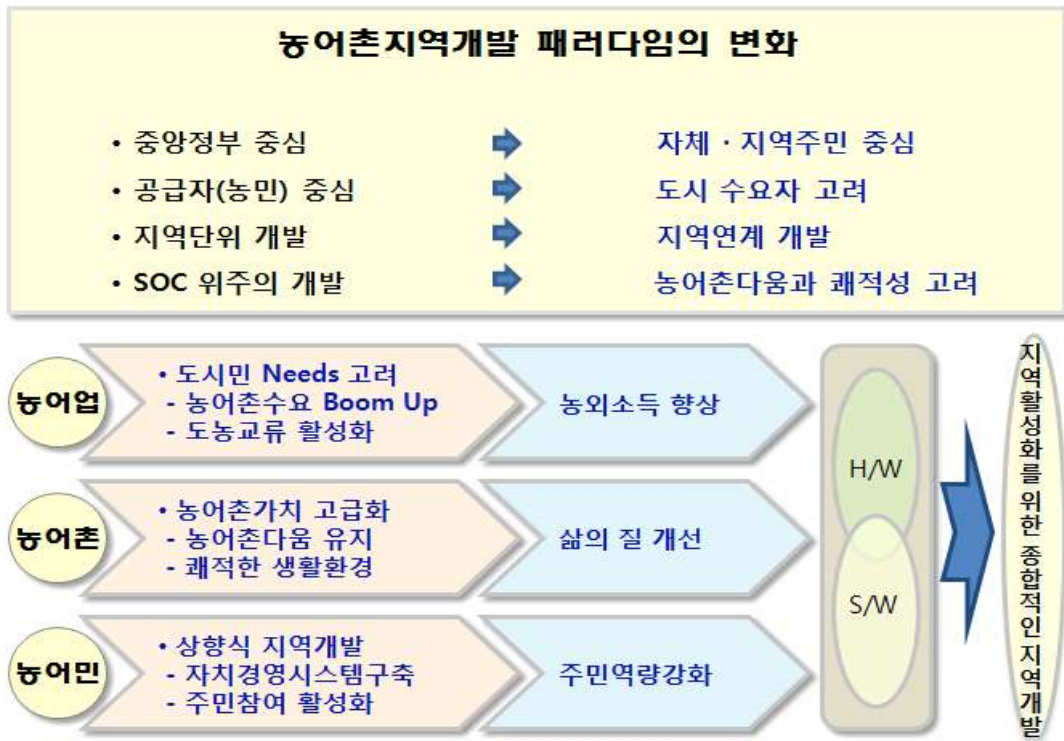 농어촌지역개발 패러다임의 변화
• 중앙정부 중심 자체 · 지역주민 중심
• 공급자(농민) 중심 도시 수요자 고려
• 지역단위 개발 지역연계 개발
• SOC 위주의 개발 농어촌다움과 쾌적성 고려
농어업
• 도시민 Needs 고려
- 농어촌수요 Boom Up
- 도농교류 활성화
농외소득 향상
농어촌
• 농어촌가치 고급화
- 농어촌다움 유지
- 쾌적한 생활환경
삶의 질 개선
농어민
• 상향식 지역개발
- 자치경영시스템구축
- 주민참여 활성화
주민역량강화
H/W
S/W
지역활성화를 위한 종합적인 지역개발